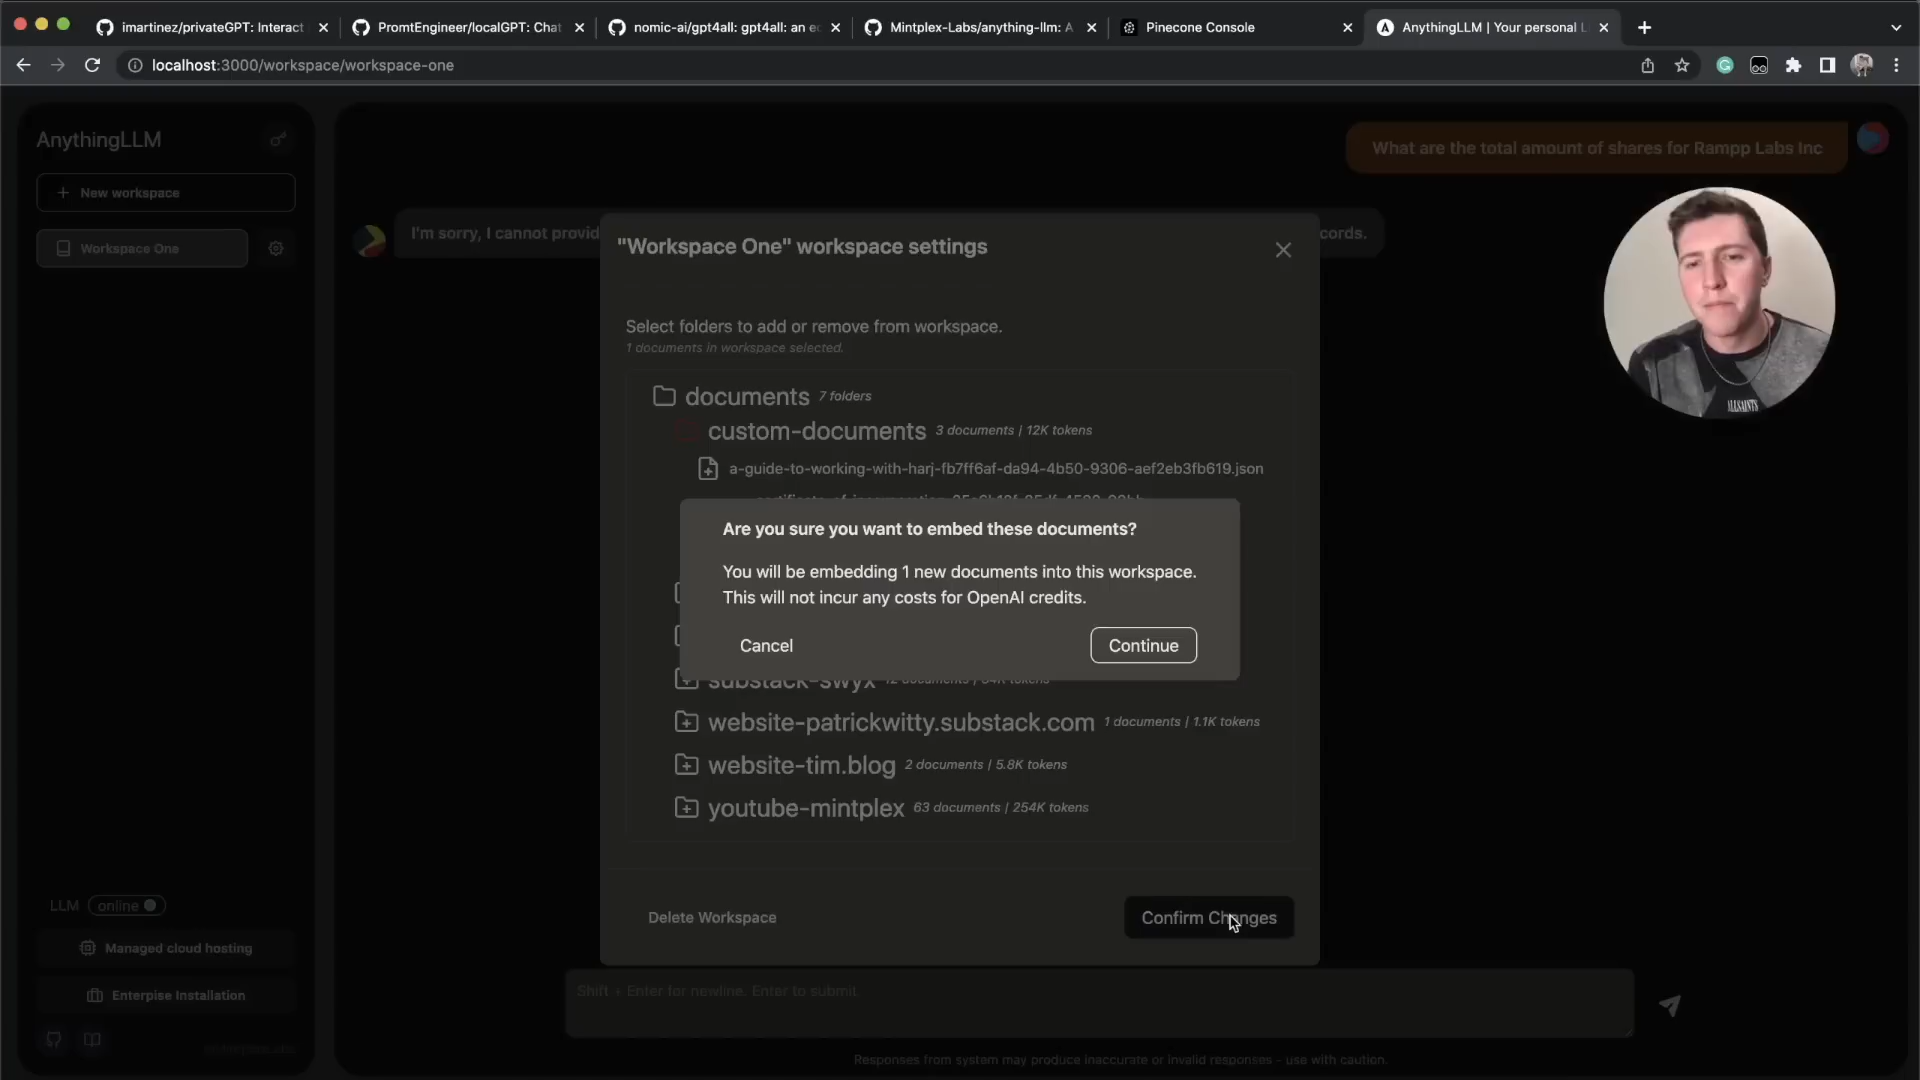 imartinez/privateGPT: Interact
PromtEngineer/localGPT: Chat
nomic-ai/gpt4all: gpt4all: an ec
Mintplex-Labs/anything-llm: A
Pinecone Console
AnythingLLM | Your personal L
localhost:3000/workspace/workspace-one
AnythingLLM
What are the total amount of shares for Rampp Labs Inc
New workspace
Workspace One
I'm sorry, I cannot provid
cords.
"Workspace One" workspace settings
Select folders to add or remove from workspace.
1 documents in workspace selected.
documents 7 folders
custom-documents 3 documents | 12K tokens
a-guide-to-working-with-harj-fb7ff6af-da94-4b50-9306-aef2eb3fb619.json
Are you sure you want to embed these documents?
You will be embedding 1 new documents into this workspace.
This will not incur any costs for OpenAI credits.
Cancel
Continue
substack-swyx
website-patrickwitty.substack.com 1 documents | 1.1K tokens
website-tim.blog 2 documents | 5.8K tokens
youtube-mintplex 63 documents | 254K tokens
Delete Workspace
Confirm Changes
LLM online
Managed cloud hosting
Enterpise Installation
Shift + Enter for newline. Enter to submit.
Responses from system may produce inaccurate or invalid responses - use with caution.
ALLSAINTS